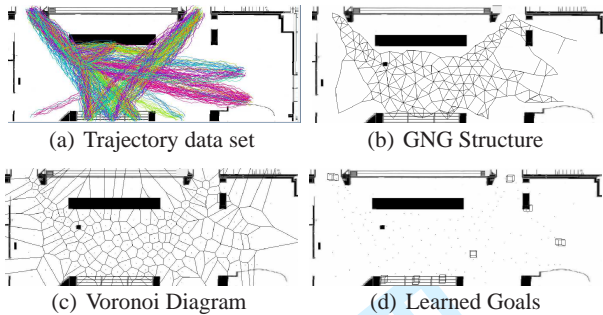 (a) Trajectory data set
(b) GNG Structure
(c) Voronoi Diagram
(d) Learned Goals